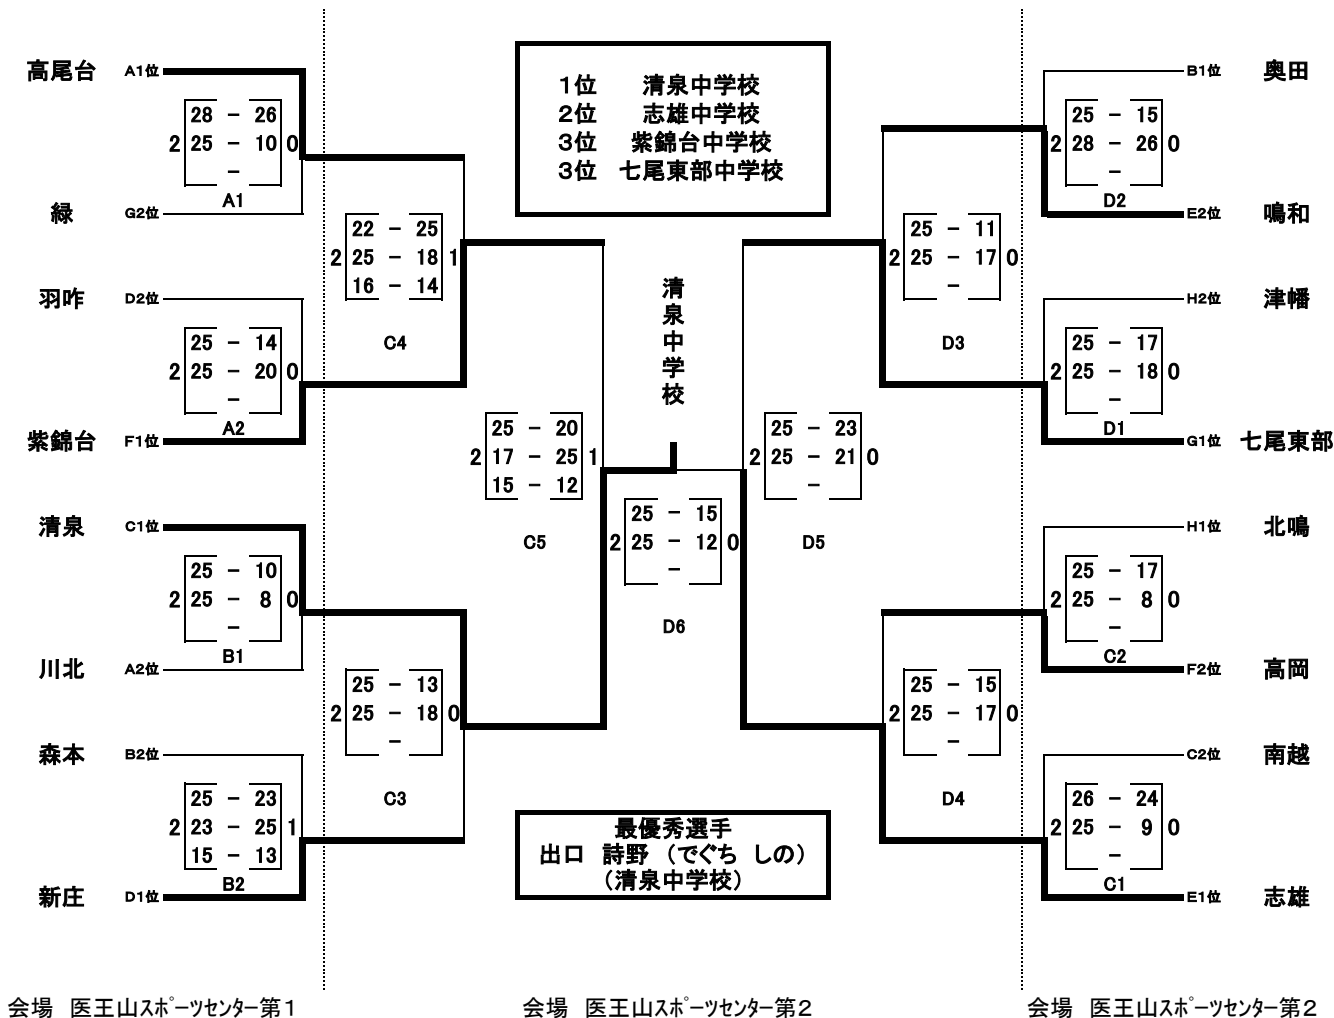 高尾台 A1位
28 - 26
2 25 - 10 0
-
A1
緑 G2位
羽咋 D2位
25 - 14
2 25 - 20 0
-
A2
紫錦台 F1位
清泉 C1位
25 - 10
2 25 - 8 0
-
B1
川北 A2位
森本 B2位
25 - 23
2 23 - 25 1
15 - 13
B2
新庄 D1位
22 - 25
2 25 - 18 1
16 - 14
C4
25 - 13
2 25 - 18 0
-
C3
1位 清泉中学校
2位 志雄中学校
3位 紫錦台中学校
3位 七尾東部中学校
清泉中学校
25 - 20
2 17 - 25 1
15 - 12
C5
25 - 15
2 25 - 12 0
-
D6
25 - 23
2 25 - 21 0
-
D5
最優秀選手
出口 詩野 (でぐち しの)
(清泉中学校)
25 - 11
2 25 - 17 0
-
D3
25 - 15
2 25 - 17 0
-
D4
B1位 奥田
25 - 15
2 28 - 26 0
-
D2
E2位 鳴和
H2位 津幡
25 - 17
2 25 - 18 0
-
D1
G1位 七尾東部
H1位 北鳴
25 - 17
2 25 - 8 0
-
C2
F2位 高岡
C2位 南越
26 - 24
2 25 - 9 0
-
C1
E1位 志雄
会場 医王山ｽﾎﾟｰﾂｾﾝﾀｰ第1
会場 医王山ｽﾎﾟｰﾂｾﾝﾀｰ第2
会場 医王山ｽﾎﾟｰﾂｾﾝﾀｰ第2